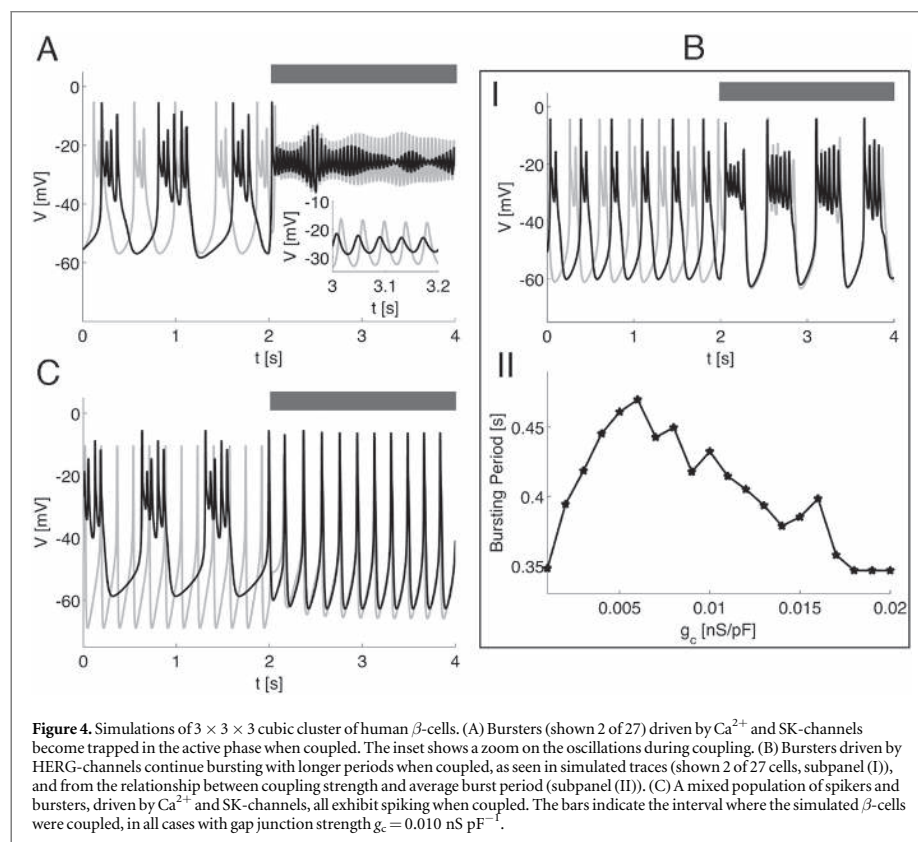 A
0
-20
-40
-60
V [mV]
0
1
2
3
4
t [s]
-10
-20
-30
V [mV]
3
3.1
3.2
t [s]
B
I
0
-20
-40
-60
V [mV]
0
1
2
3
4
t [s]
II
0.45
0.4
0.35
Bursting Period [s]
0.005
0.01
0.015
0.02
g_c [nS/pF]
C
0
-20
-40
-60
V [mV]
0
1
2
3
4
t [s]
Figure 4. Simulations of 3 × 3 × 3 cubic cluster of human β-cells. (A) Bursters (shown 2 of 27) driven by Ca²⁺ and SK-channels
become trapped in the active phase when coupled. The inset shows a zoom on the oscillations during coupling. (B) Bursters driven by
HERG-channels continue bursting with longer periods when coupled, as seen in simulated traces (shown 2 of 27 cells, subpanel (I)),
and from the relationship between coupling strength and average burst period (subpanel (II)). (C) A mixed population of spikers and
bursters, driven by Ca²⁺ and SK-channels, all exhibit spiking when coupled. The bars indicate the interval where the simulated β-cells
were coupled, in all cases with gap junction strength g_c = 0.010 nS pF⁻¹.